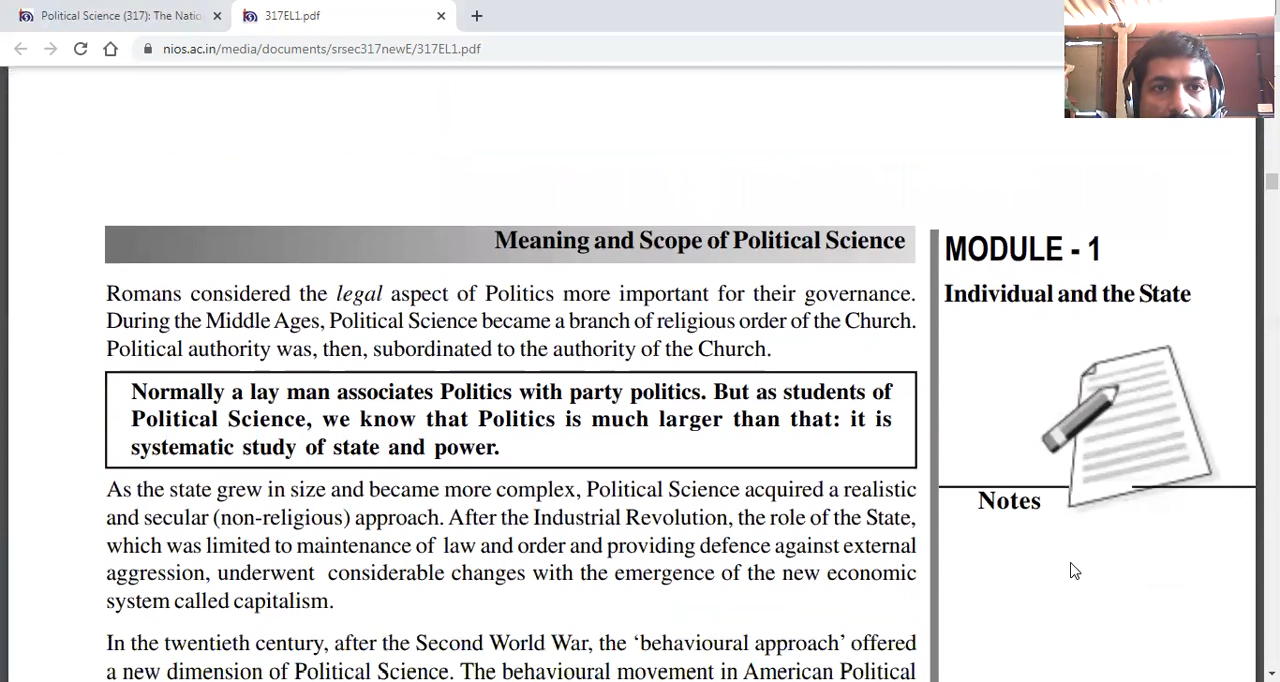 Political Science (317): The Natio
317EL1.pdf
nios.ac.in/media/documents/srsec317newE/317EL1.pdf
Meaning and Scope of Political Science
MODULE - 1
Individual and the State
Romans considered the legal aspect of Politics more important for their governance.
During the Middle Ages, Political Science became a branch of religious order of the Church.
Political authority was, then, subordinated to the authority of the Church.
Normally a lay man associates Politics with party politics. But as students of
Political Science, we know that Politics is much larger than that: it is
systematic study of state and power.
As the state grew in size and became more complex, Political Science acquired a realistic
and secular (non-religious) approach. After the Industrial Revolution, the role of the State,
which was limited to maintenance of law and order and providing defence against external
aggression, underwent considerable changes with the emergence of the new economic
system called capitalism.
In the twentieth century, after the Second World War, the ‘behavioural approach’ offered
a new dimension of Political Science. The behavioural movement in American Political
Notes